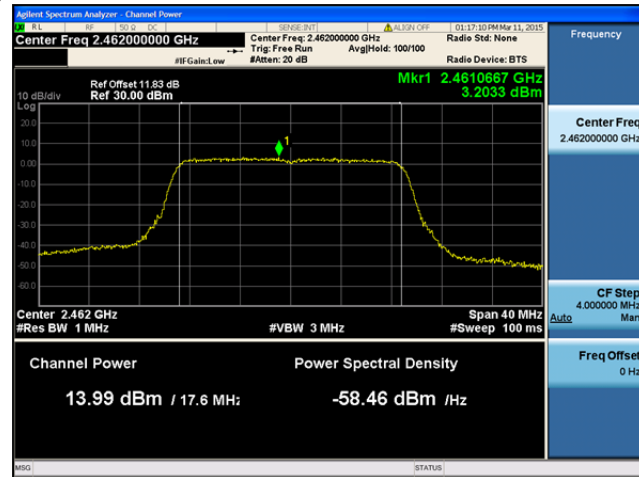 Agilent Spectrum Analyzer - Channel Power
RL RF 50 Ω DC SENSE:INT ALIGN OFF 01:17:10 PM Mar 11, 2015
Center Freq 2.462000000 GHz
Center Freq: 2.462000000 GHz
Radio Std: None
Trig: Free Run Avg|Hold: 100/100
#IFGain:Low #Atten: 20 dB Radio Device: BTS
Frequency
Mkr1 2.4610667 GHz
3.2033 dBm
Ref Offset 11.83 dB
10 dB/div Ref 30.00 dBm
Log
20.0
10.0
0.00
-10.0
-20.0
-30.0
-40.0
-50.0
-60.0
1
Center 2.462 GHz Span 40 MHz
#Res BW 1 MHz #VBW 3 MHz #Sweep 100 ms
Channel Power Power Spectral Density
13.99 dBm / 17.6 MHz -58.46 dBm /Hz
Center Freq
2.462000000 GHz
CF Step
4.000000 MHz
Auto Man
Freq Offset
0 Hz
MSG STATUS